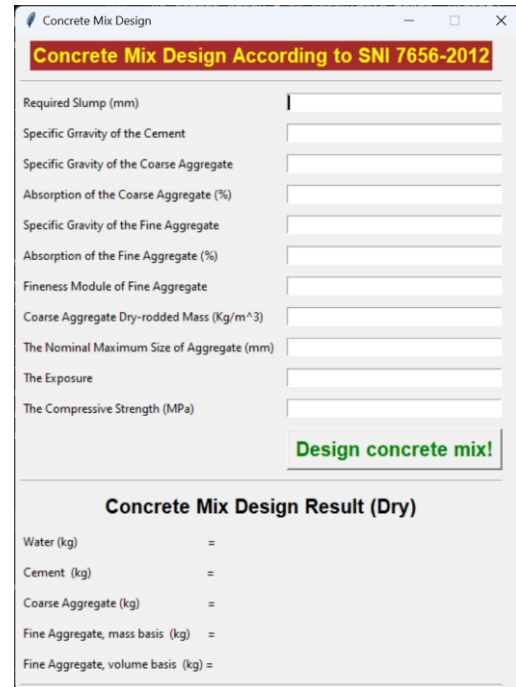 Concrete Mix Design
Concrete Mix Design According to SNI 7656-2012
Required Slump (mm)
Specific Grravity of the Cement
Specific Gravity of the Coarse Aggregate
Absorption of the Coarse Aggregate (%)
Specific Gravity of the Fine Aggregate
Absorption of the Fine Aggregate (%)
Fineness Module of Fine Aggregate
Coarse Aggregate Dry-rodded Mass (Kg/m^3)
The Nominal Maximum Size of Aggregate (mm)
The Exposure
The Compressive Strength (MPa)
Design concrete mix!
Concrete Mix Design Result (Dry)
Water (kg) =
Cement (kg) =
Coarse Aggregate (kg) =
Fine Aggregate, mass basis (kg) =
Fine Aggregate, volume basis (kg) =